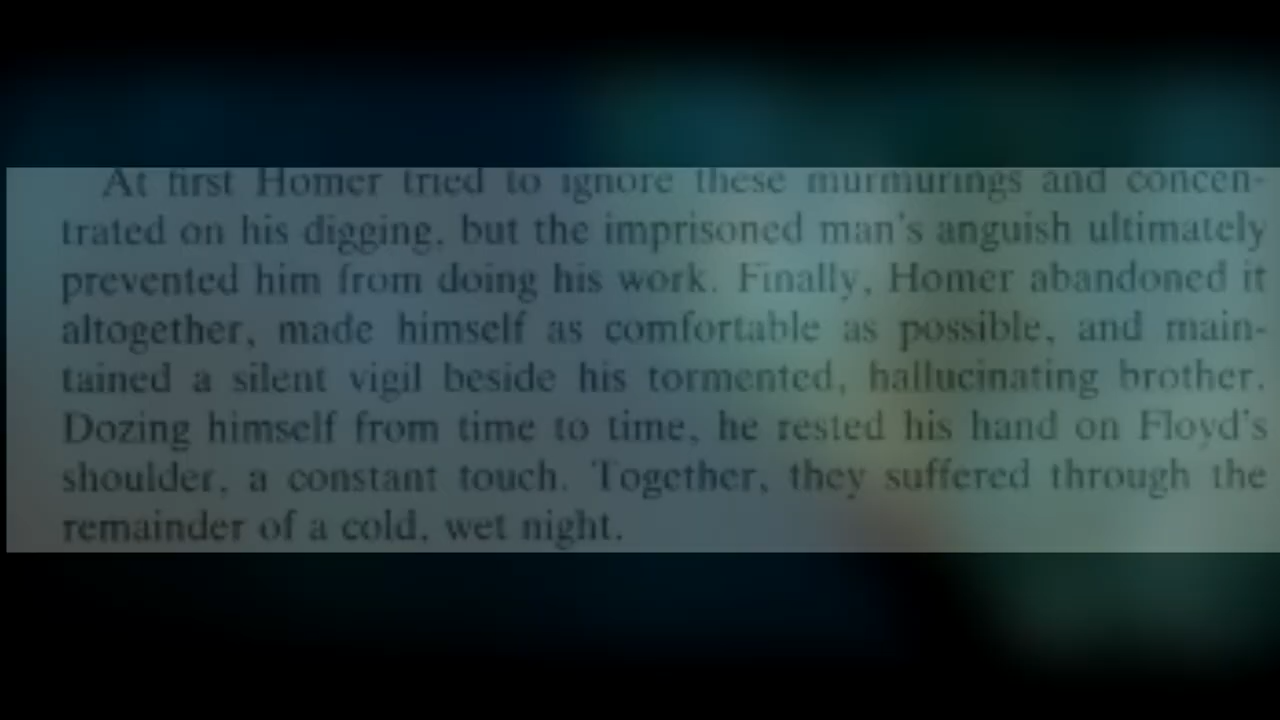 At first Homer tried to ignore these murmurings and concen-
trated on his digging, but the imprisoned man's anguish ultimately
prevented him from doing his work. Finally, Homer abandoned it
altogether, made himself as comfortable as possible, and main-
tained a silent vigil beside his tormented, hallucinating brother.
Dozing himself from time to time, he rested his hand on Floyd's
shoulder, a constant touch. Together, they suffered through the
remainder of a cold, wet night.